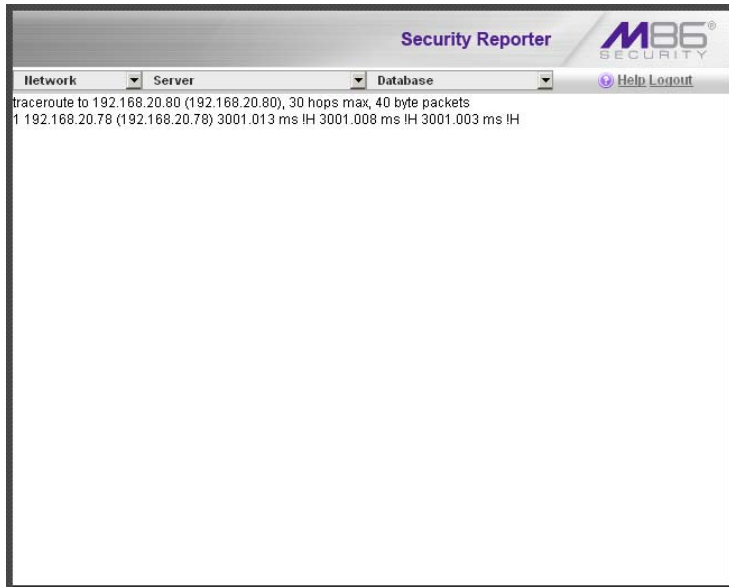 Security Reporter
M86®
SECURITY
Network Server Database Help Logout
traceroute to 192.168.20.80 (192.168.20.80), 30 hops max, 40 byte packets
1 192.168.20.78 (192.168.20.78) 3001.013 ms !H 3001.008 ms !H 3001.003 ms !H